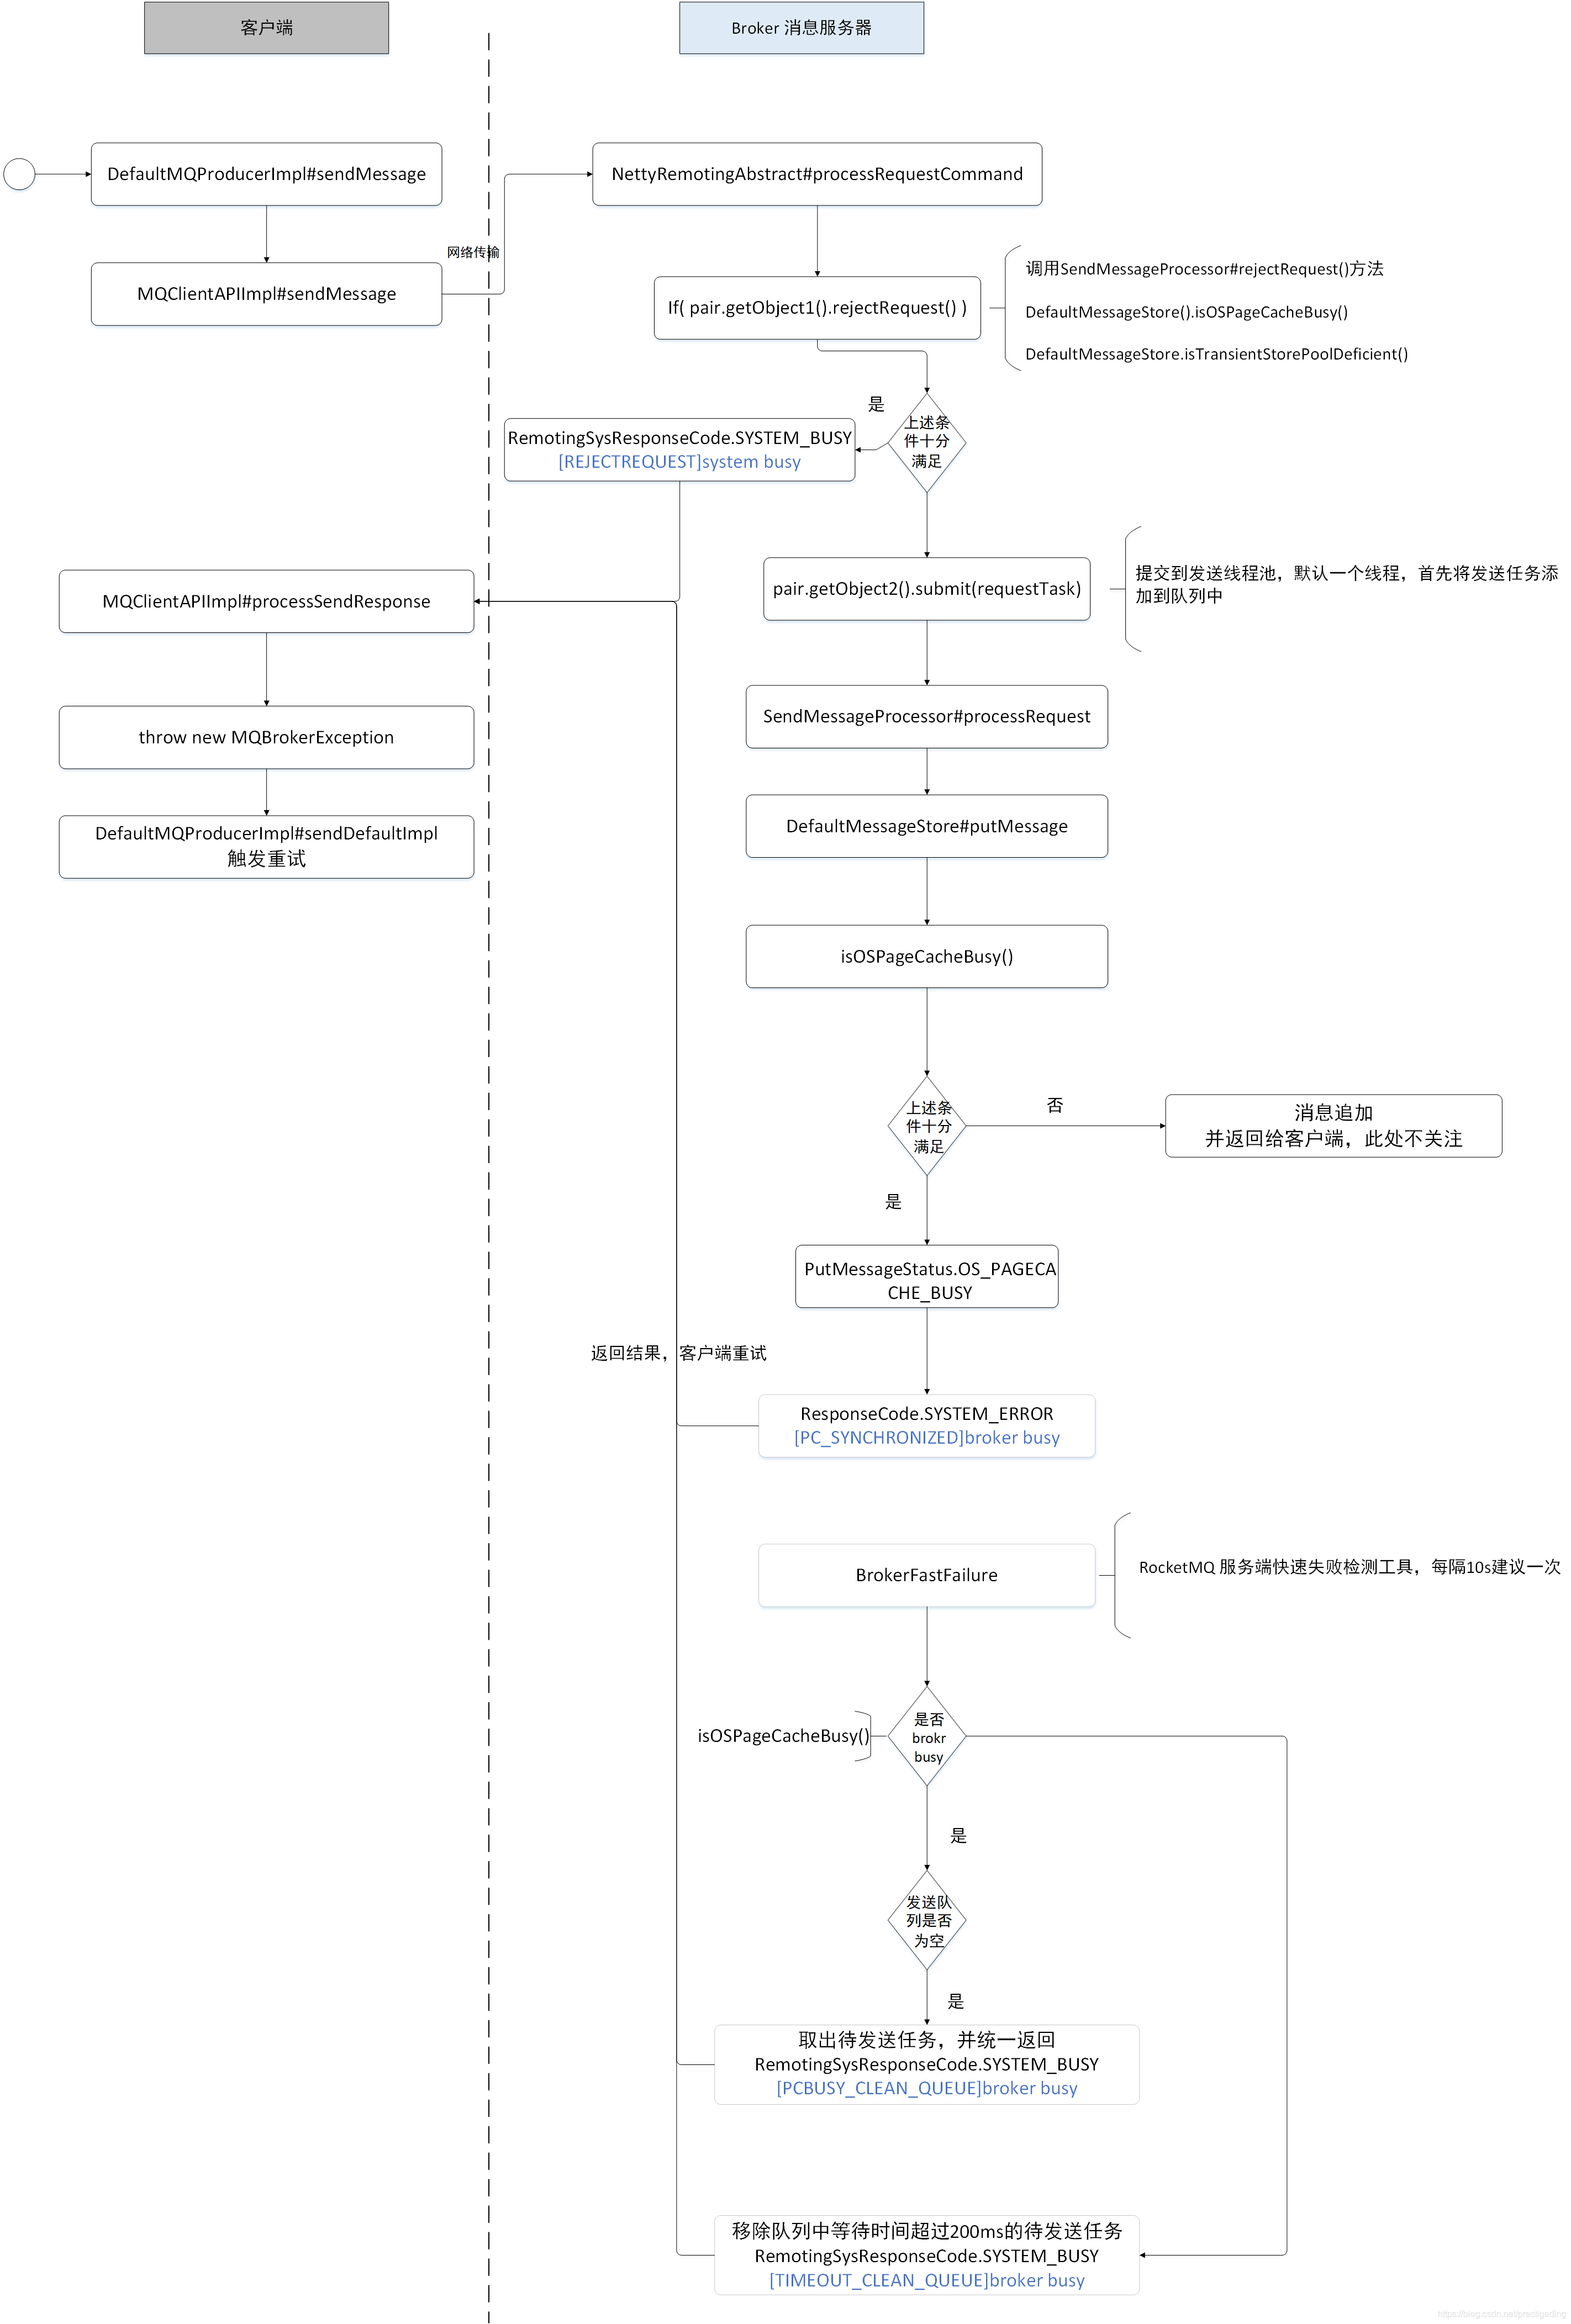 客户端
Broker 消息服务器
DefaultMQProducerImpl#sendMessage
NettyRemotingAbstract#processRequestCommand
网络传输
MQClientAPIImpl#sendMessage
If( pair.getObject1().rejectRequest() )
调用SendMessageProcessor#rejectRequest()方法
DefaultMessageStore().isOSPageCacheBusy()
DefaultMessageStore.isTransientStorePoolDeficient()
是
上述条
件十分
满足
RemotingSysResponseCode.SYSTEM_BUSY
[REJECTREQUEST]system busy
pair.getObject2().submit(requestTask)
提交到发送线程池，默认一个线程，首先将发送任务添
加到队列中
MQClientAPIImpl#processSendResponse
SendMessageProcessor#processRequest
throw new MQBrokerException
DefaultMessageStore#putMessage
DefaultMQProducerImpl#sendDefaultImpl
触发重试
isOSPageCacheBusy()
上述条
件十分
满足
否
消息追加
并返回给客户端，此处不关注
是
PutMessageStatus.OS_PAGECA
CHE_BUSY
返回结果，客户端重试
ResponseCode.SYSTEM_ERROR
[PC_SYNCHRONIZED]broker busy
BrokerFastFailure
RocketMQ 服务端快速失败检测工具，每隔10s建议一次
isOSPageCacheBusy()
是否
brokr
busy
是
发送队
列是否
为空
是
取出待发送任务，并统一返回
RemotingSysResponseCode.SYSTEM_BUSY
[PCBUSY_CLEAN_QUEUE]broker busy
移除队列中等待时间超过200ms的待发送任务
RemotingSysResponseCode.SYSTEM_BUSY
[TIMEOUT_CLEAN_QUEUE]broker busy
https://blog.csdn.net/prestigeding